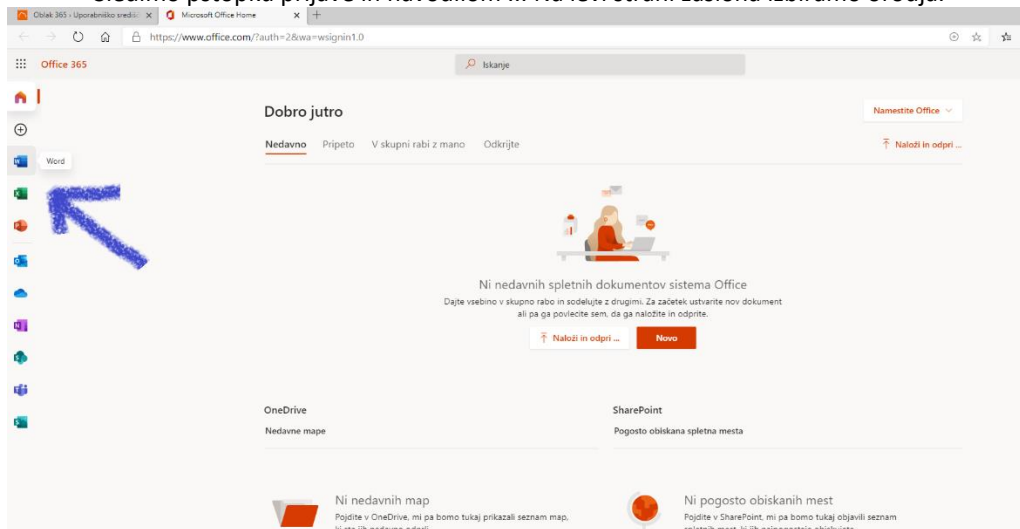 Oblak 365 › Uporabniško središč
Microsoft Office Home
https://www.office.com/?auth=2&wa=wsignin1.0
Office 365
Iskanje
Dobro jutro
Namestite Office
Nedavno Pripeto V skupni rabi z mano Odkrijte
Naloži in odpri ...
Word
Ni nedavnih spletnih dokumentov sistema Office
Dajte vsebino v skupno rabo in sodelujte z drugimi. Za začetek ustvarite nov dokument
ali pa ga povlecite sem, da ga naložite in odprite.
Naloži in odpri ... Novo
OneDrive
SharePoint
Nedavne mape
Pogosto obiskana spletna mesta
Ni nedavnih map
Pojdite v OneDrive, mi pa bomo tukaj prikazali seznam map,
Ni pogosto obiskanih mest
Pojdite v SharePoint, mi pa bomo tukaj objavili seznam